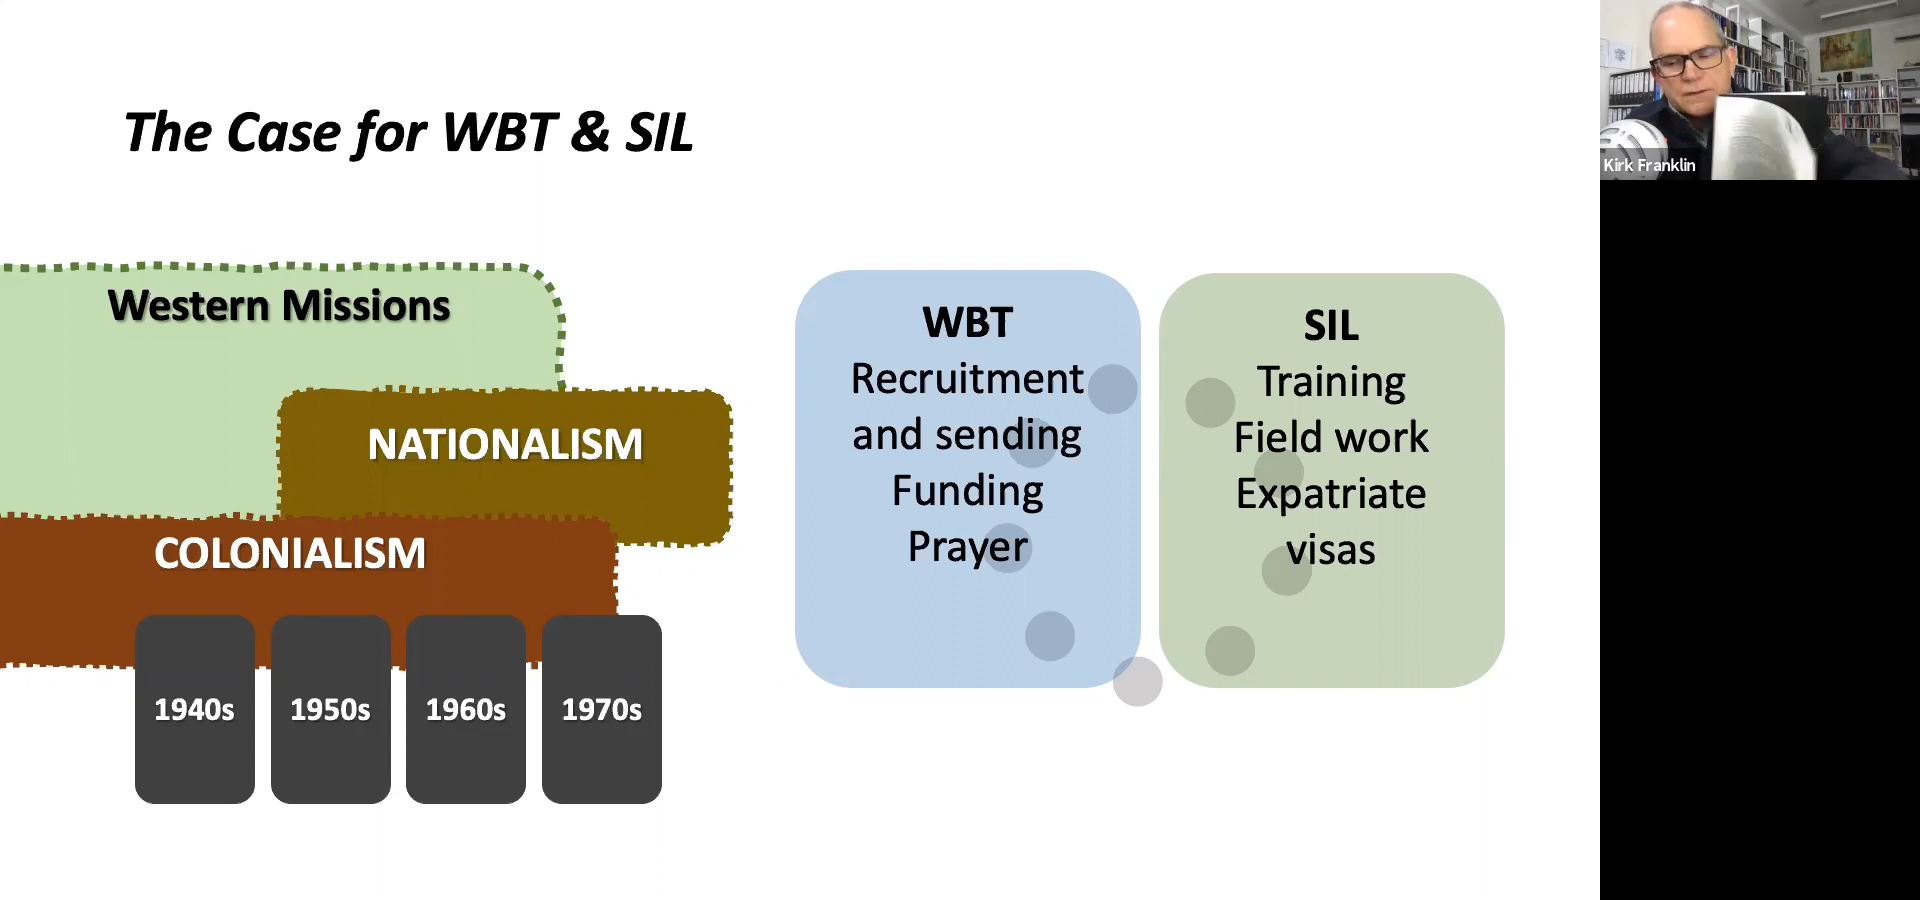 The Case for WBT & SIL
Western Missions
NATIONALISM
COLONIALISM
1940s
1950s
1960s
1970s
WBT
Recruitment
and sending
Funding
Prayer
SIL
Training
Field work
Expatriate
visas
Kirk Franklin